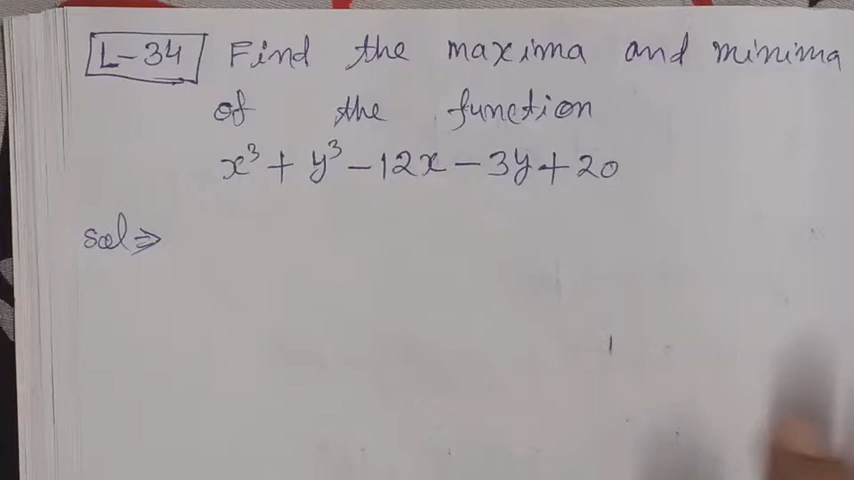 L-34 Find the maxima and minima
of the function
x³ + y³ - 12x - 3y + 20
sol ⇒